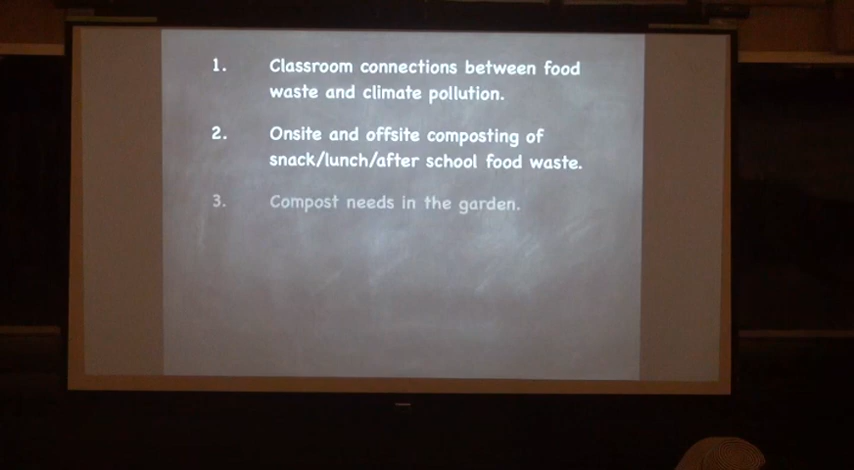 1. Classroom connections between food
waste and climate pollution.
2. Onsite and offsite composting of
snack/lunch/after school food waste.
3. Compost needs in the garden.